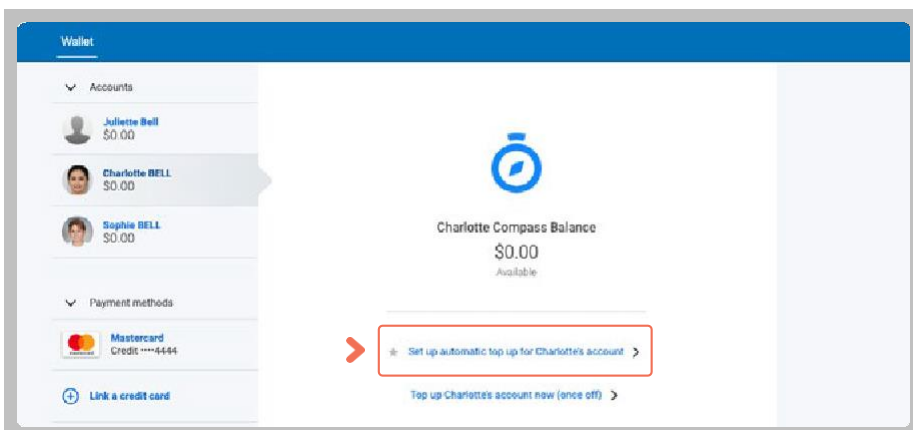 Wallet
Accounts
Juliette Bell
$0.00
Charlotte BELL
$0.00
Sophie BELL
$0.00
Payment methods
Mastercard
Credit ····4444
Link a credit card
Charlotte Compass Balance
$0.00
Available
Set up automatic top up for Charlotte's account
Top up Charlotte's account now (once off)